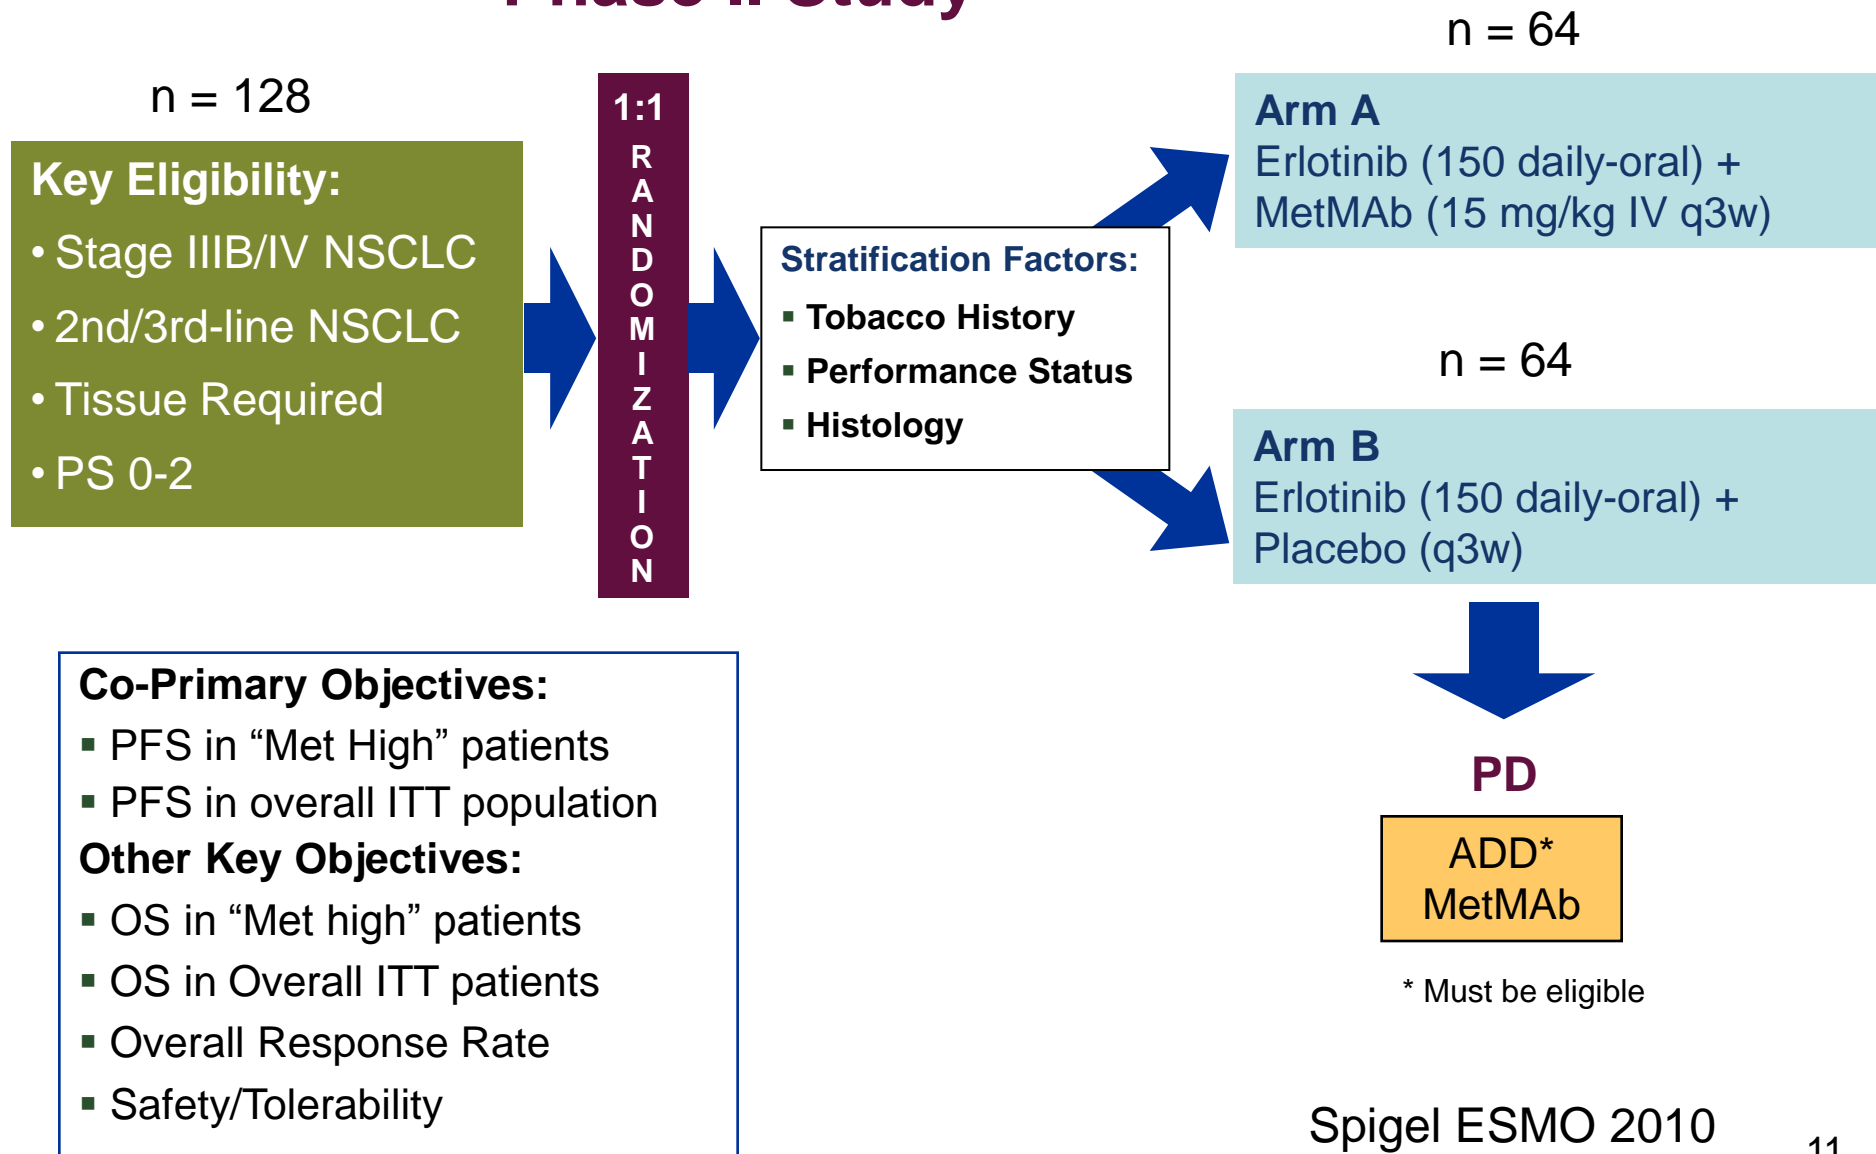 Phase II Study
n = 128
Key Eligibility:
• Stage IIIB/IV NSCLC
• 2nd/3rd-line NSCLC
• Tissue Required
• PS 0-2
1:1
R
A
N
D
O
M
I
Z
A
T
I
O
N
Stratification Factors:
▪ Tobacco History
▪ Performance Status
▪ Histology
n = 64
Arm A
Erlotinib (150 daily-oral) +
MetMAb (15 mg/kg IV q3w)
n = 64
Arm B
Erlotinib (150 daily-oral) +
Placebo (q3w)
PD
ADD*
MetMAb
* Must be eligible
Co-Primary Objectives:
▪ PFS in “Met High” patients
▪ PFS in overall ITT population
Other Key Objectives:
▪ OS in “Met high” patients
▪ OS in Overall ITT patients
▪ Overall Response Rate
▪ Safety/Tolerability
Spigel ESMO 2010
11